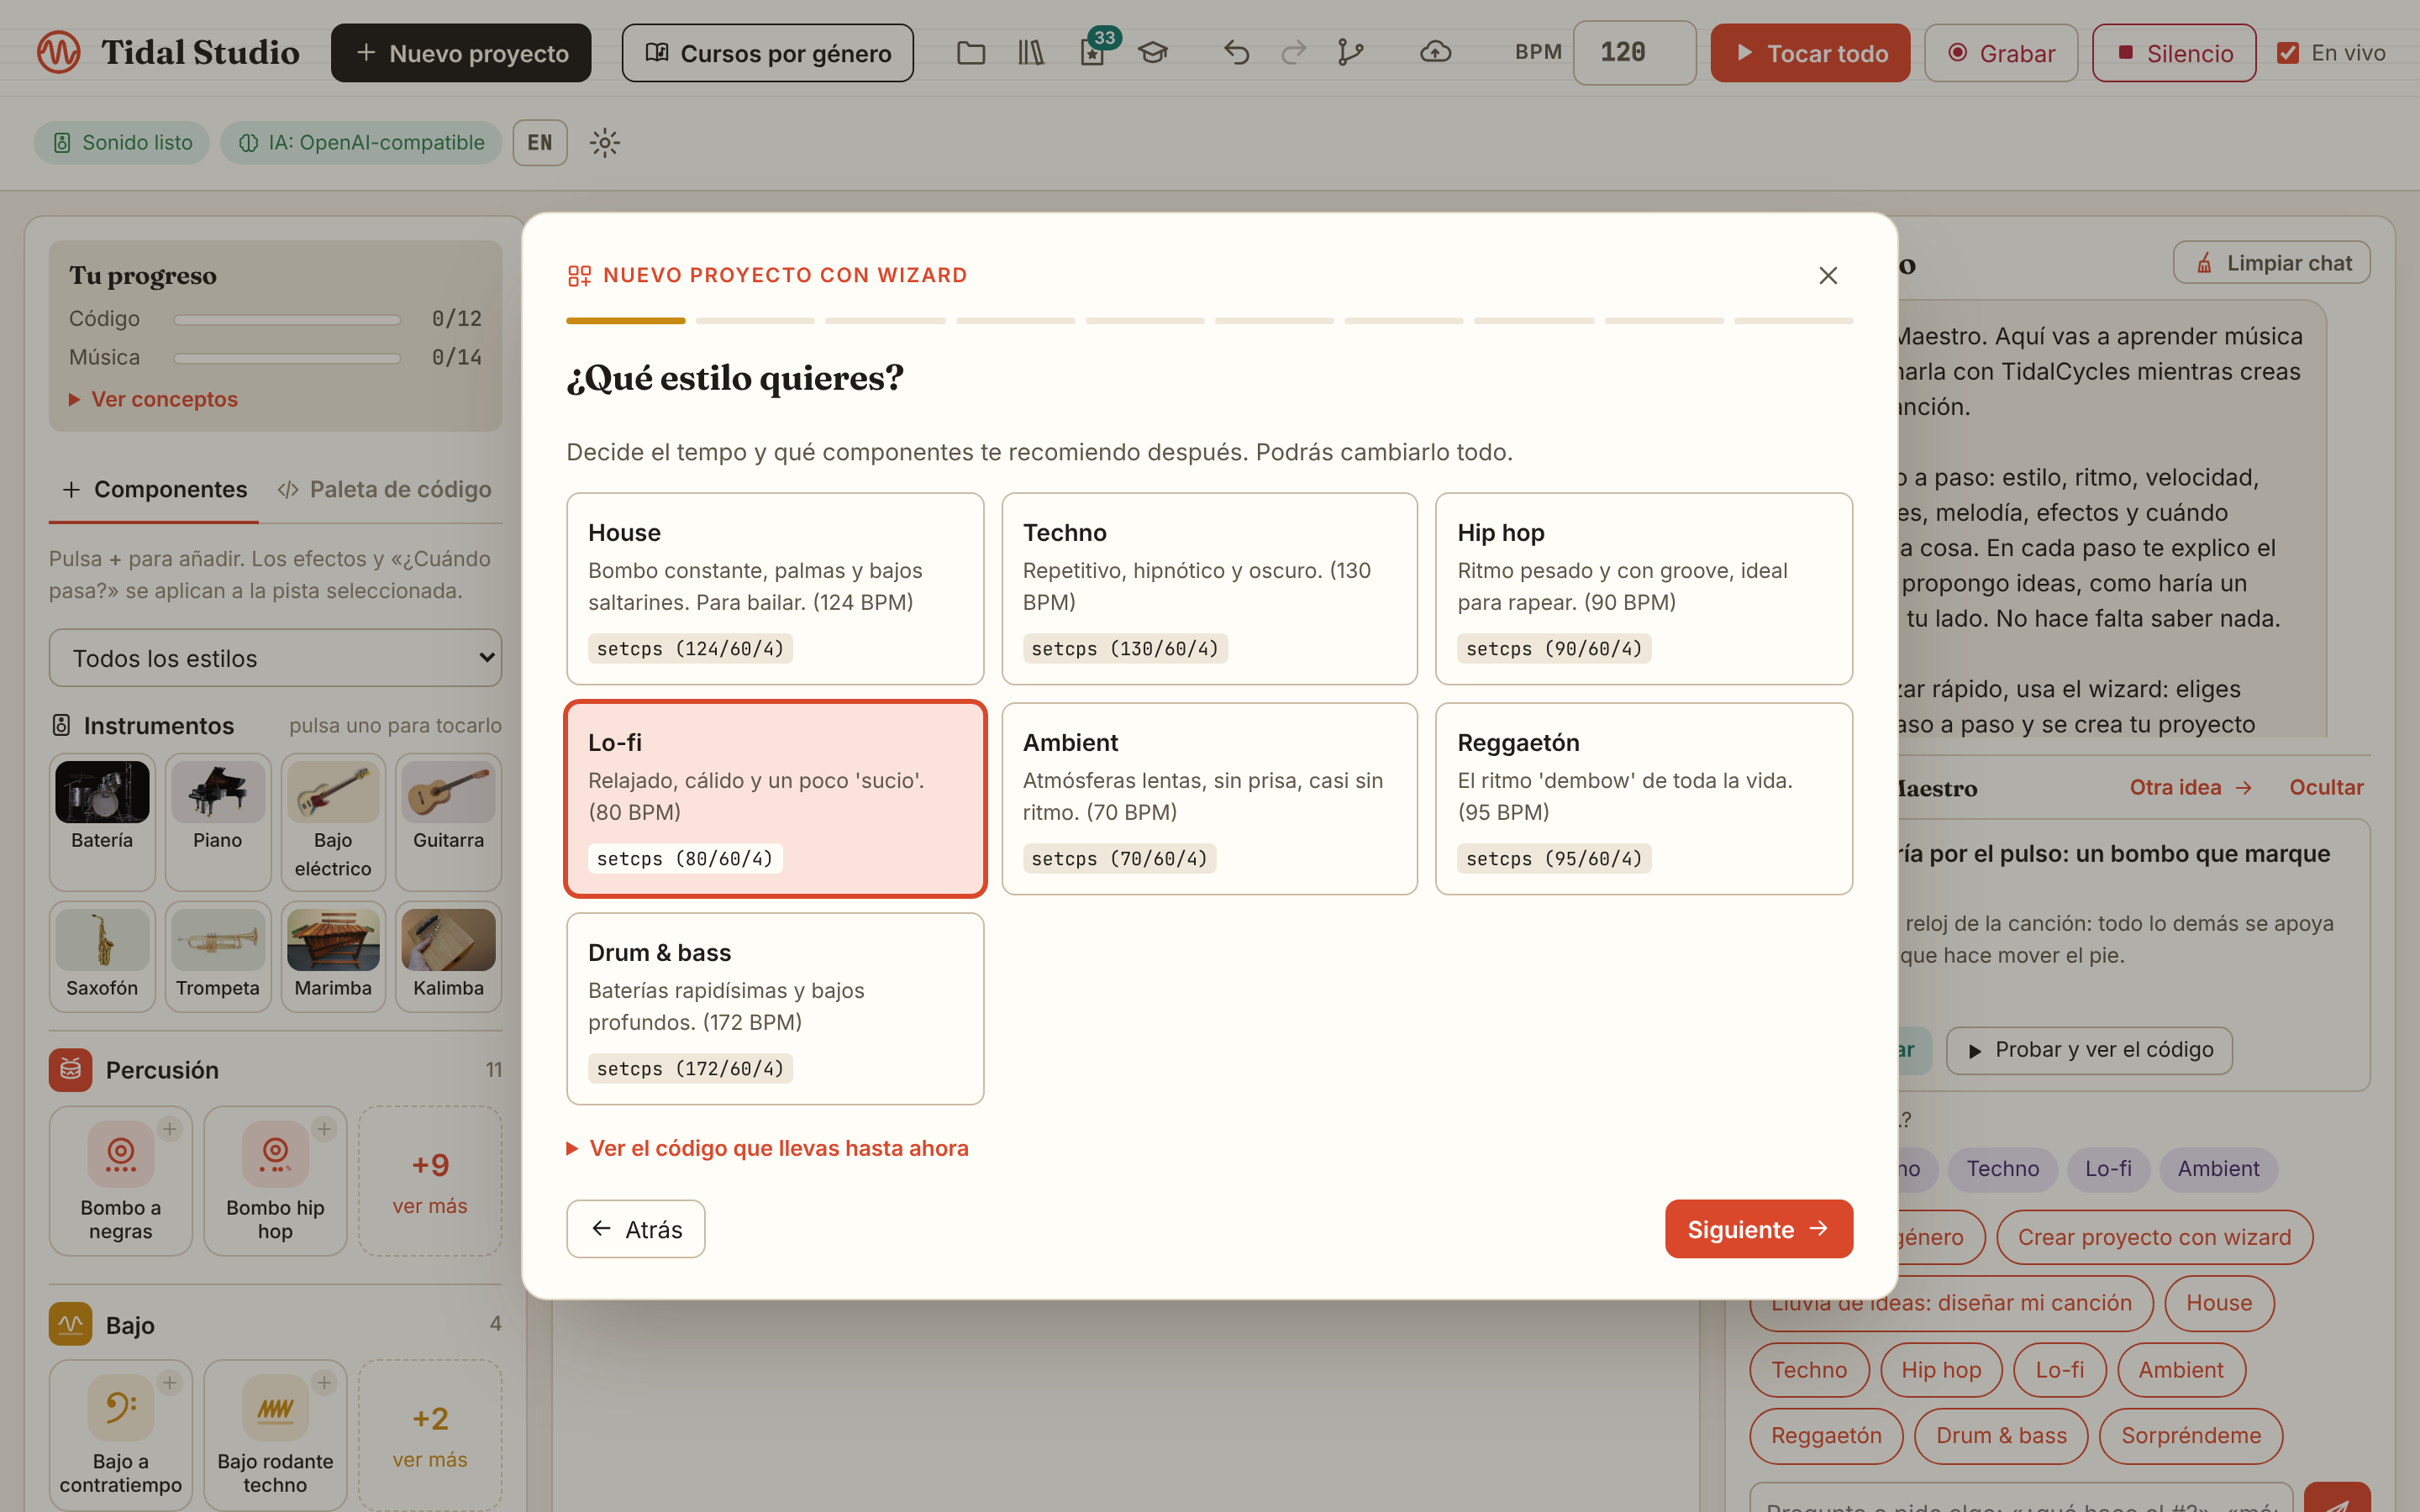 Tidal Studio
+ Nuevo proyecto
Cursos por género
33
BPM
120
Tocar todo
Grabar
Silencio
En vivo
Sonido listo
IA: OpenAI-compatible
EN
Tu progreso
Código
0/12
Música
0/14
Ver conceptos
+ Componentes
</> Paleta de código
Pulsa + para añadir. Los efectos y «¿Cuándo
pasa?» se aplican a la pista seleccionada.
Todos los estilos
Instrumentos
pulsa uno para tocarlo
Batería
Piano
Bajo
eléctrico
Guitarra
Saxofón
Trompeta
Marimba
Kalimba
Percusión
11
Bombo a
negras
Bombo hip
hop
+9
ver más
Bajo
4
Bajo a
contratiempo
Bajo rodante
techno
+2
ver más
NUEVO PROYECTO CON WIZARD
¿Qué estilo quieres?
Decide el tempo y qué componentes te recomiendo después. Podrás cambiarlo todo.
House
Bombo constante, palmas y bajos
saltarines. Para bailar. (124 BPM)
setcps (124/60/4)
Techno
Repetitivo, hipnótico y oscuro. (130
BPM)
setcps (130/60/4)
Hip hop
Ritmo pesado y con groove, ideal
para rapear. (90 BPM)
setcps (90/60/4)
Lo-fi
Relajado, cálido y un poco 'sucio'.
(80 BPM)
setcps (80/60/4)
Ambient
Atmósferas lentas, sin prisa, casi sin
ritmo. (70 BPM)
setcps (70/60/4)
Reggaetón
El ritmo 'dembow' de toda la vida.
(95 BPM)
setcps (95/60/4)
Drum & bass
Baterías rapidísimas y bajos
profundos. (172 BPM)
setcps (172/60/4)
Ver el código que llevas hasta ahora
← Atrás
Siguiente →
Limpiar chat
Maestro. Aquí vas a aprender música
con TidalCycles mientras creas
a paso: estilo, ritmo, velocidad,
melodía, efectos y cuándo
a cosa. En cada paso te explico el
propongo ideas, como haría un
tu lado. No hace falta saber nada.
rápido, usa el wizard: eliges
a paso y se crea tu proyecto
Maestro
Otra idea →
Ocultar
por el pulso: un bombo que marque
reloj de la canción: todo lo demás se apoya
que hace mover el pie.
Probar y ver el código
Techno
Lo-fi
Ambient
género
Crear proyecto con wizard
Lluvia de ideas: diseñar mi canción
House
Techno
Hip hop
Lo-fi
Ambient
Reggaetón
Drum & bass
Sorpréndeme